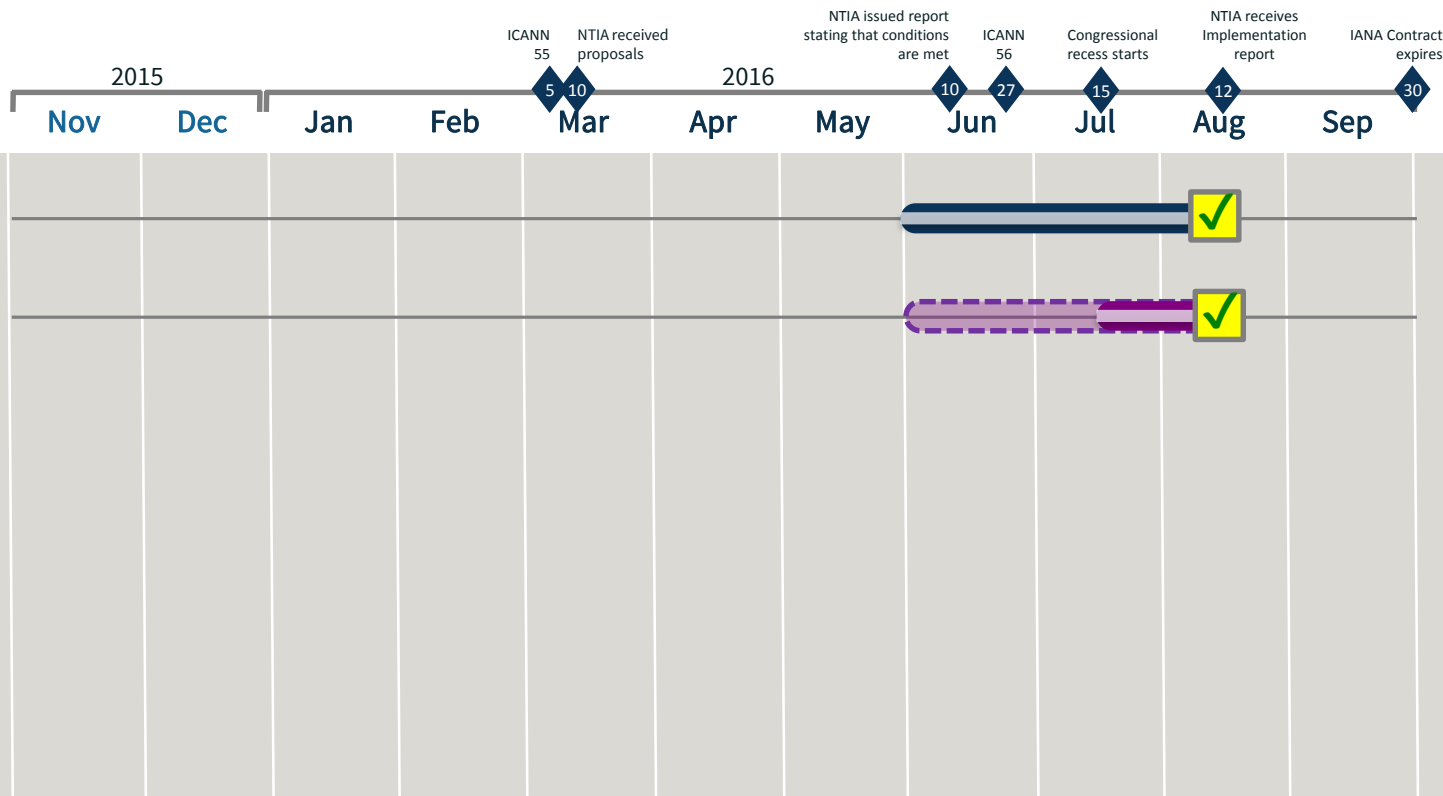 NTIA issued report
stating that conditions
are met
NTIA receives
Implementation
report
ICANN
55
NTIA received
proposals
ICANN
56
Congressional
recess starts
IANA Contract
expires
2015
2016
5
10
10
27
15
12
30
Nov
Dec
Jan
Feb
Mar
Apr
May
Jun
Jul
Aug
Sep